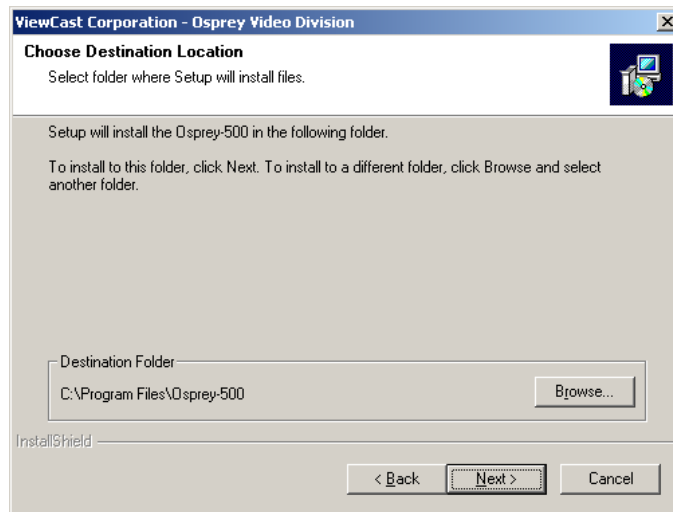 ViewCast Corporation - Osprey Video Division
Choose Destination Location
Select folder where Setup will install files.
Setup will install the Osprey-500 in the following folder.
To install to this folder, click Next. To install to a different folder, click Browse and select
another folder.
Destination Folder
C:\Program Files\Osprey-500
Browse...
InstallShield
< Back
Next >
Cancel